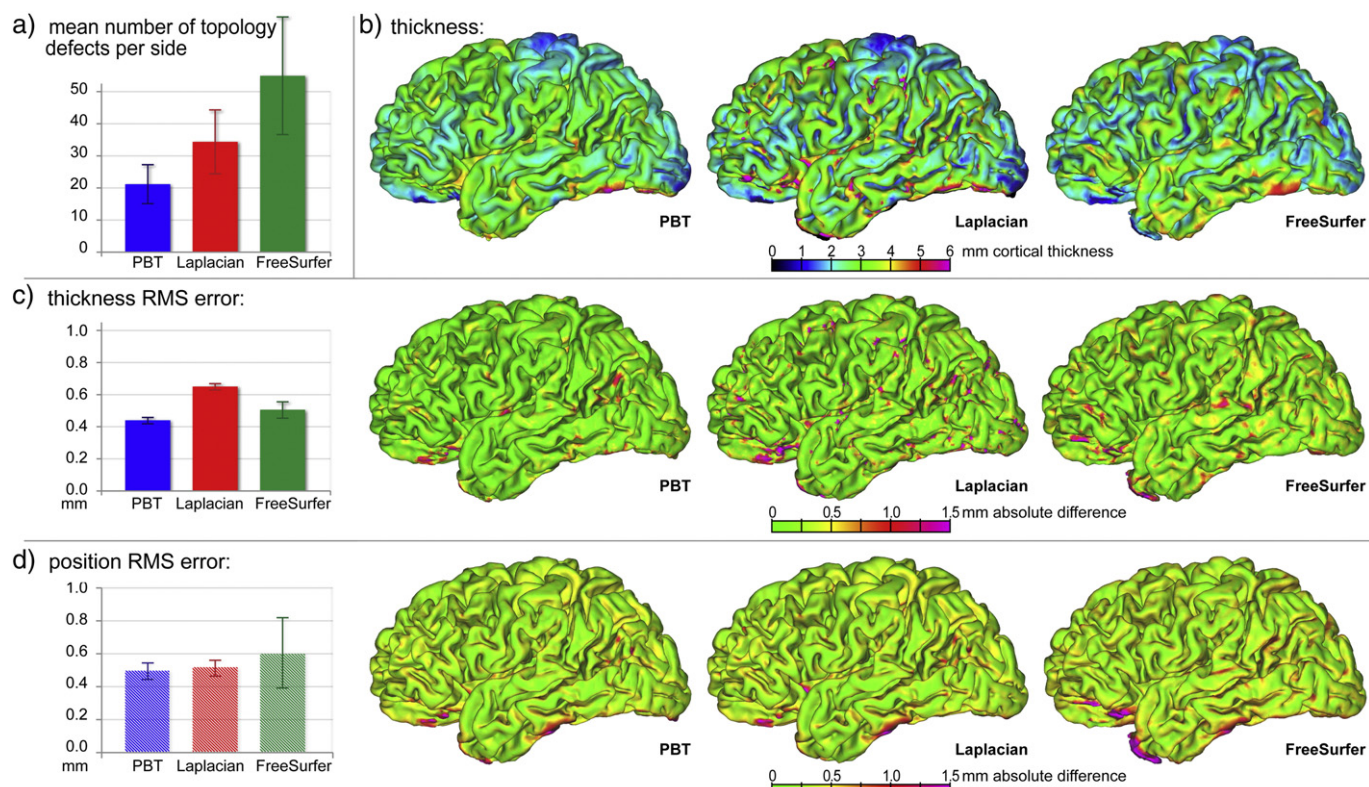 a) mean number of topology
defects per side
50
40
30
20
10
0
PBT Laplacian FreeSurfer
b) thickness:
PBT Laplacian FreeSurfer
0 1 2 3 4 5 6 mm cortical thickness
c) thickness RMS error:
1.0
0.8
0.6
0.4
0.2
0.0
mm PBT Laplacian FreeSurfer
PBT Laplacian FreeSurfer
0 0.5 1.0 1.5 mm absolute difference
d) position RMS error:
1.0
0.8
0.6
0.4
0.2
0.0
mm PBT Laplacian FreeSurfer
PBT Laplacian FreeSurfer
0 0.5 1.0 1.5 mm absolute difference